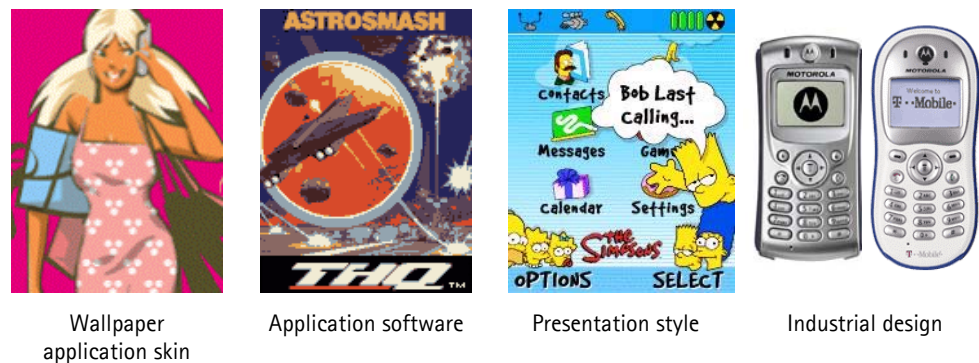 ASTROSMASH
THQ™
contacts
Bob Last
calling...
Messages
Gam
calendar
Settings
THE
SIMPSONS
OPTIONS
SELECT
MOTOROLA
MOTOROLA
Welcome to
T··Mobile·
T··Mobile·
Wallpaper
application skin
Application software
Presentation style
Industrial design